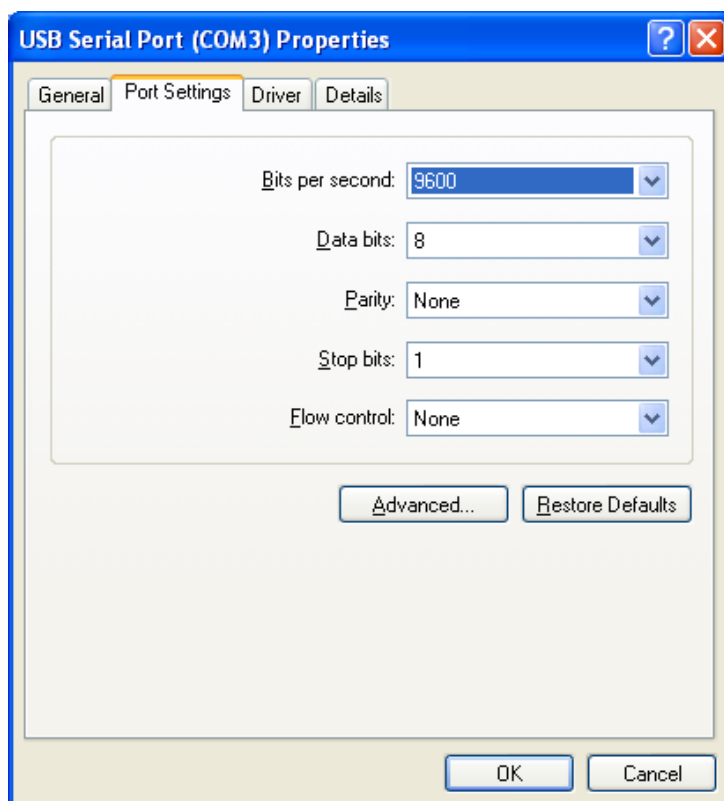 USB Serial Port (COM3) Properties
?
General Port Settings Driver Details
Bits per second: 9600
Data bits: 8
Parity: None
Stop bits: 1
Flow control: None
Advanced... Restore Defaults
OK Cancel